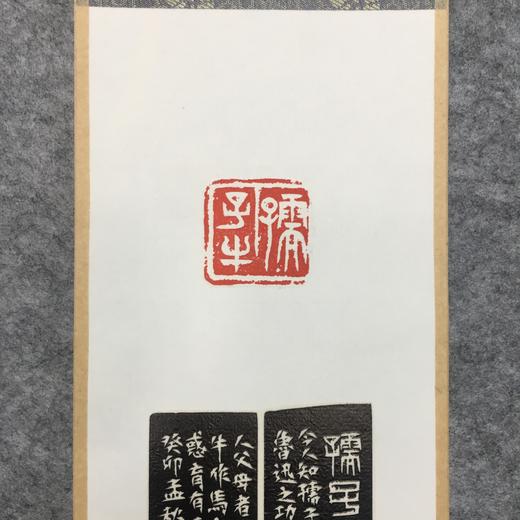 孺子牛
孺子
今人知孺子
魯迅之功
人父母者
牛作馬
惑育有
癸卯孟秋